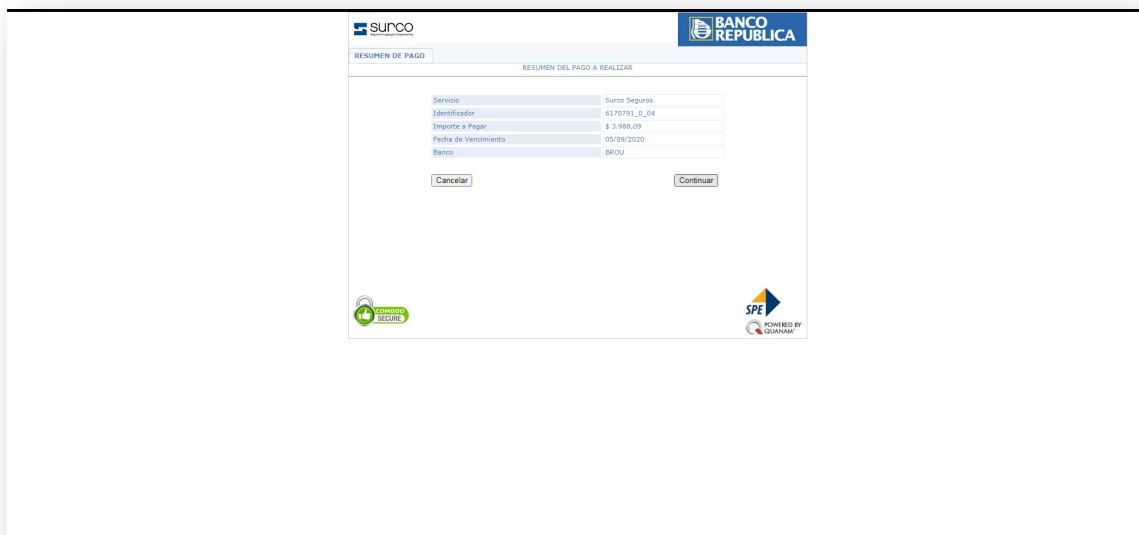 surco
BANCO
REPUBLICA
RESUMEN DE PAGO
RESUMEN DEL PAGO A REALIZAR
Servicio Surco Seguros
Identificador 6170791_0_04
Importe a Pagar $ 3.988,09
Fecha de Vencimiento 05/09/2020
Banco BROU
Cancelar Continuar
COMODO
SECURE
SPE
POWERED BY
QUANAM